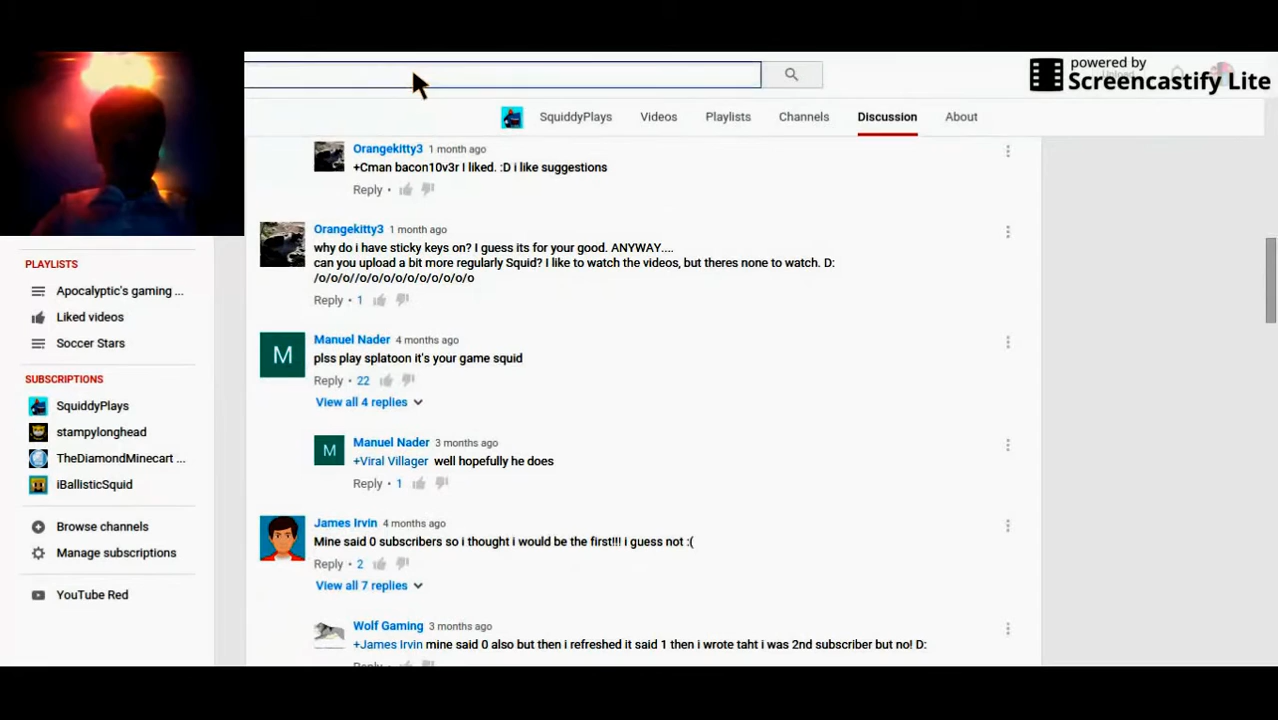 powered by
Screencastify Lite
SquiddyPlays Videos Playlists Channels Discussion About
Orangekitty3 1 month ago
+Cman bacon10v3r I liked. :D i like suggestions
Reply •
Orangekitty3 1 month ago
why do i have sticky keys on? I guess its for your good. ANYWAY....
can you upload a bit more regularly Squid? I like to watch the videos, but theres none to watch. D:
/o/o/o//o/o/o/o/o/o/o/o/o/o
Reply • 1
Manuel Nader 4 months ago
plss play splatoon it's your game squid
Reply • 22
View all 4 replies
M
Manuel Nader 3 months ago
+Viral Villager well hopefully he does
Reply • 1
M
James Irvin 4 months ago
Mine said 0 subscribers so i thought i would be the first!!! i guess not :(
Reply • 2
View all 7 replies
Wolf Gaming 3 months ago
+James Irvin mine said 0 also but then i refreshed it said 1 then i wrote taht i was 2nd subscriber but no! D:
PLAYLISTS
Apocalyptic's gaming ...
Liked videos
Soccer Stars
SUBSCRIPTIONS
SquiddyPlays
stampylonghead
TheDiamondMinecart ...
iBallisticSquid
Browse channels
Manage subscriptions
YouTube Red